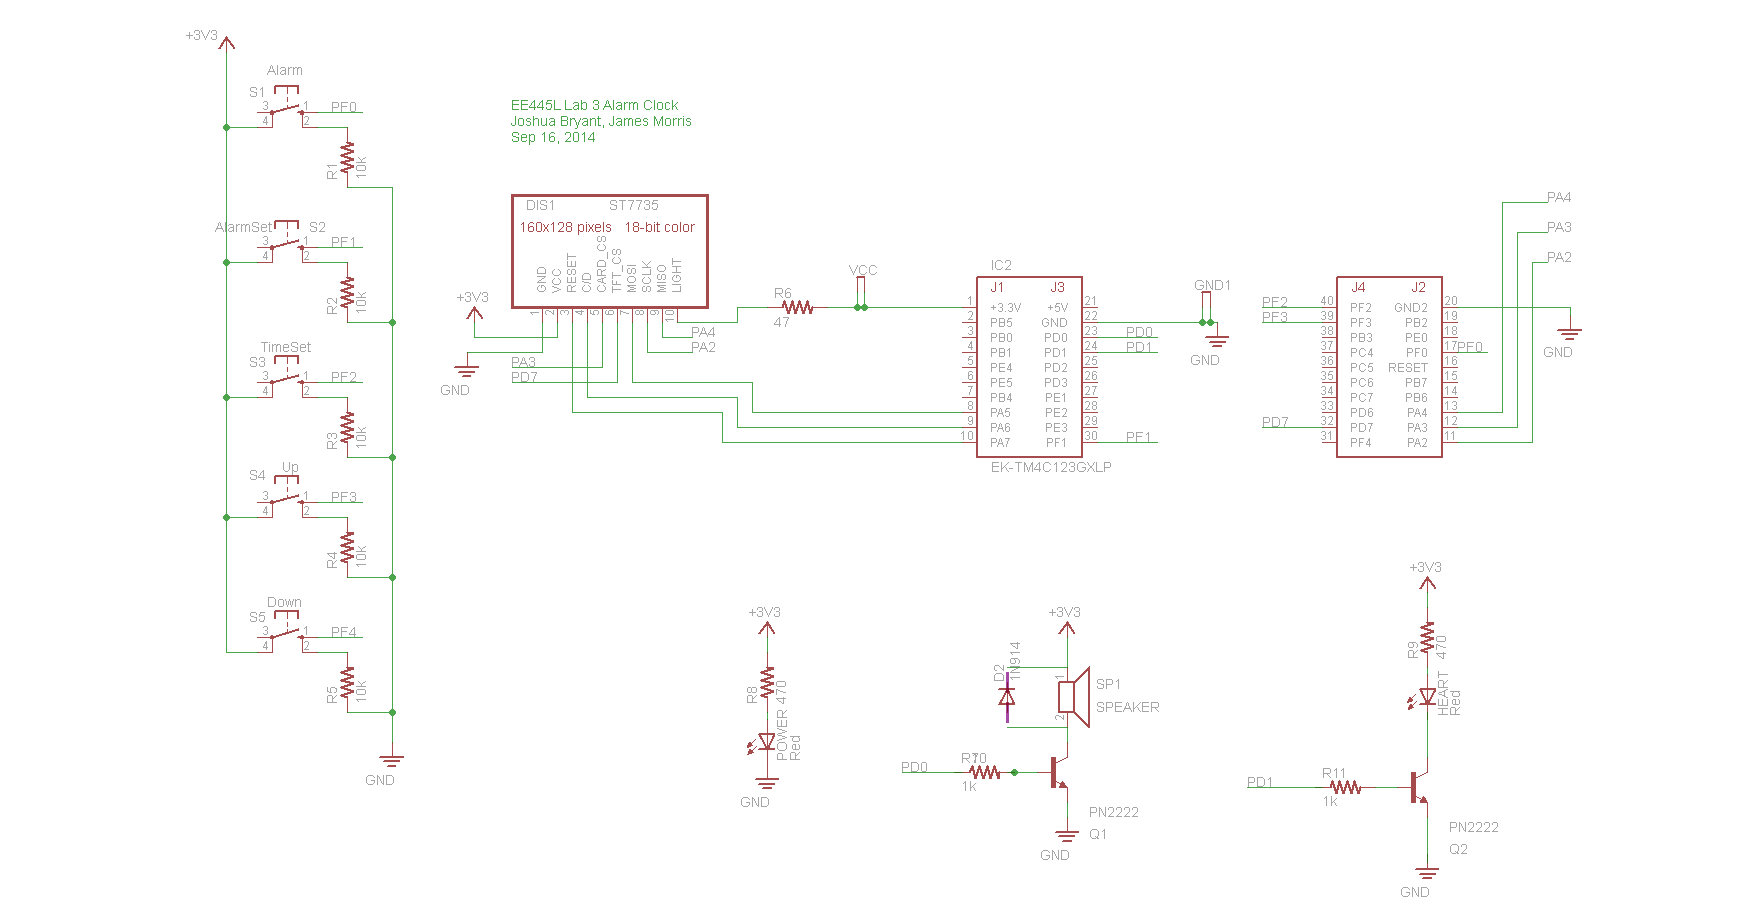 +3V3
Alarm
S1
3 1 PF0
4 2
R1
10k
AlarmSet S2
3 1 PF1
4 2
R2
10k
TimeSet
S3
3 1 PF2
4 2
R3
10k
Up
S4
3 1 PF3
4 2
R4
10k
Down
S5
3 1 PF4
4 2
R5
10k
GND
EE445L Lab 3 Alarm Clock
Joshua Bryant, James Morris
Sep 16, 2014
DIS1 ST7735
160x128 pixels 18-bit color
GND
VCC
RESET
C/D
CARD_CS
TFT_CS
MOSI
SCLK
MISO
LIGHT
1 2 3 4 5 6 7 8 9 10
+3V3
GND
PA4
PA2
PA3
PD7
R6
47
VCC
IC2
J1 J3
1 +3.3V +5V 21
2 PB5 GND 22
3 PB0 PD0 23 PD0
4 PB1 PD1 24 PD1
5 PE4 PD2 25
6 PE5 PD3 26
7 PB4 PE1 27
8 PA5 PE2 28
9 PA6 PE3 29
10 PA7 PF1 30 PF1
EK-TM4C123GXLP
GND1
GND
J4 J2
PF2 40 PF2 GND2 20
PF3 39 PF3 PB2 19
38 PB3 PE0 18
37 PC4 PF0 17 PF0
36 PC5 RESET 16
35 PC6 PB7 15
34 PC7 PB6 14
33 PD6 PA4 13
PD7 32 PD7 PA3 12
31 PF4 PA2 11
PA4
PA3
PA2
GND
+3V3
R8
470
POWER
Red
GND
+3V3
D2
1N914
1
2
SP1
SPEAKER
PD0
1k
PN2222
Q1
GND
+3V3
R9
470
HEART
Red
PD1
R11
1k
PN2222
Q2
GND